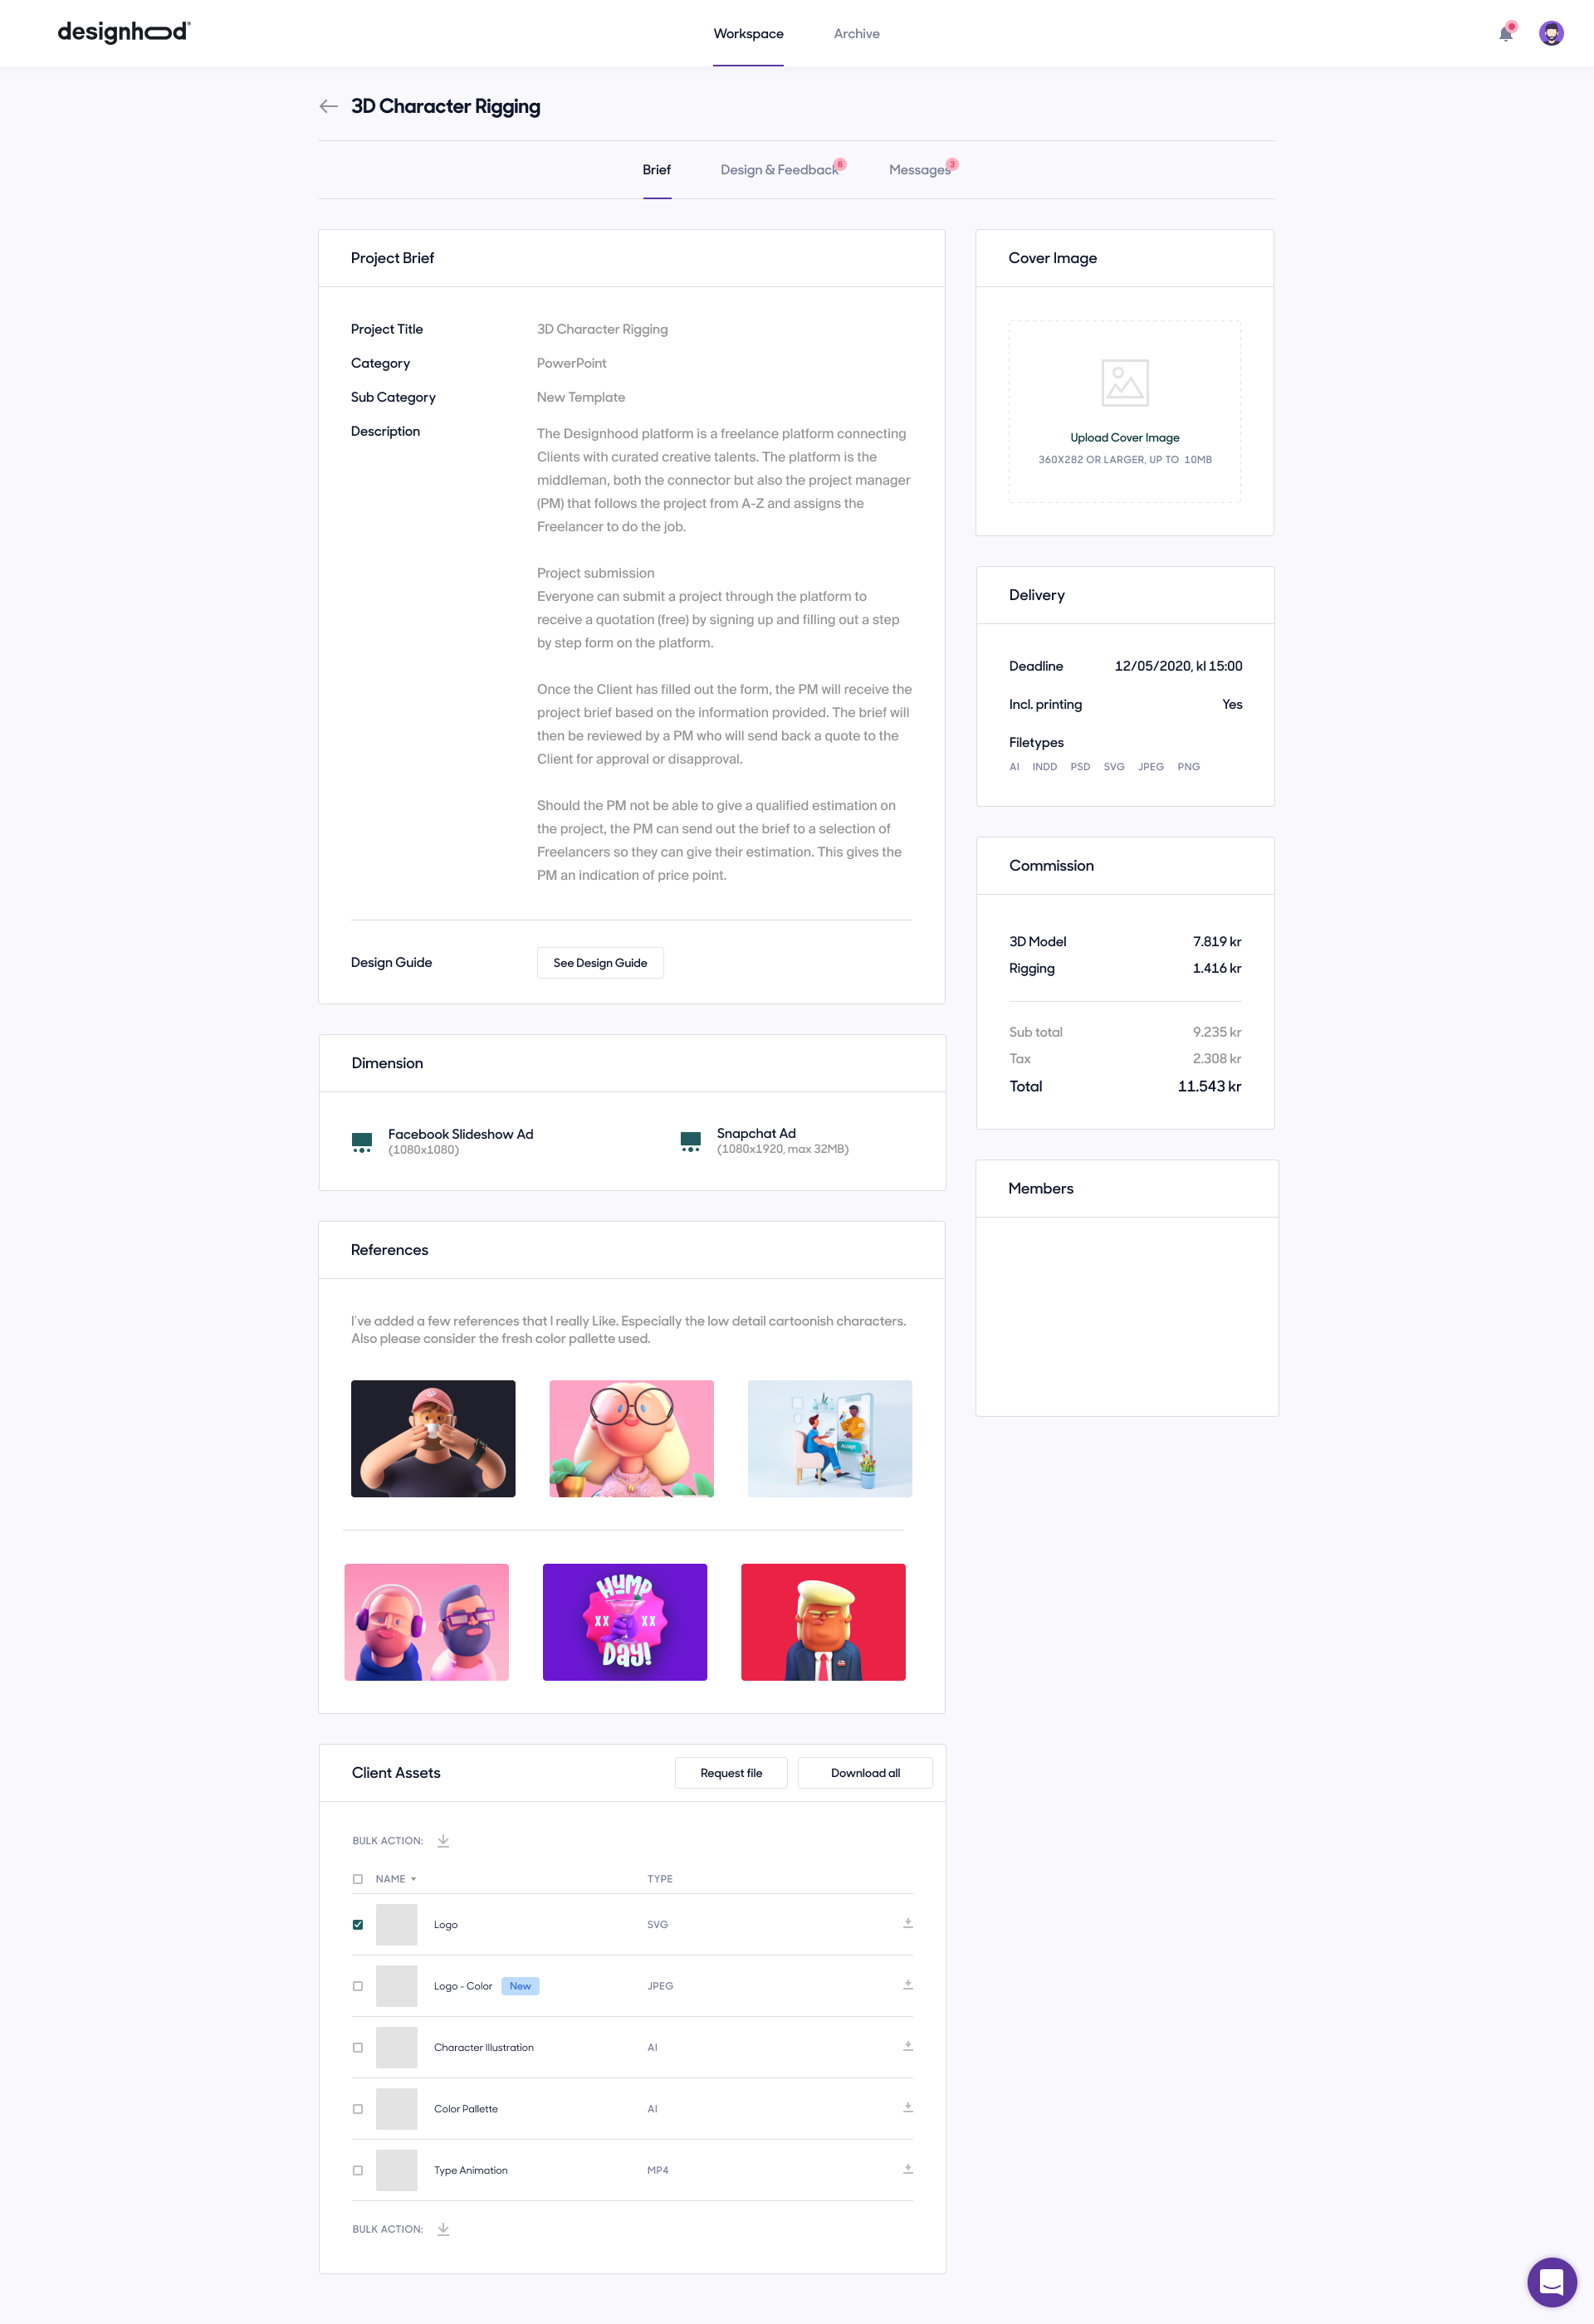 designhood
Workspace
Archive
3D Character Rigging
Brief
Design & Feedback
8
Messages
3
Project Brief
Project Title
3D Character Rigging
Category
PowerPoint
Sub Category
New Template
Description
The Designhood platform is a freelance platform connecting
Clients with curated creative talents. The platform is the
middleman, both the connector but also the project manager
(PM) that follows the project from A-Z and assigns the
Freelancer to do the job.
Project submission
Everyone can submit a project through the platform to
receive a quotation (free) by signing up and filling out a step
by step form on the platform.
Once the Client has filled out the form, the PM will receive the
project brief based on the information provided. The brief will
then be reviewed by a PM who will send back a quote to the
Client for approval or disapproval.
Should the PM not be able to give a qualified estimation on
the project, the PM can send out the brief to a selection of
Freelancers so they can give their estimation. This gives the
PM an indication of price point.
Design Guide
See Design Guide
Cover Image
Upload Cover Image
360X282 OR LARGER, UP TO 10MB
Delivery
Deadline
12/05/2020, kl 15:00
Incl. printing
Yes
Filetypes
AI INDD PSD SVG JPEG PNG
Commission
3D Model
7.819 kr
Rigging
1.416 kr
Sub total
9.235 kr
Tax
2.308 kr
Total
11.543 kr
Members
Dimension
Facebook Slideshow Ad
(1080x1080)
Snapchat Ad
(1080x1920, max 32MB)
References
I've added a few references that I really Like. Especially the low detail cartoonish characters.
Also please consider the fresh color pallette used.
Accept
HUMP
XX XX
DAY!
Client Assets
Request file
Download all
BULK ACTION:
NAME
TYPE
Logo
SVG
Logo - Color
New
JPEG
Character Illustration
AI
Color Pallette
AI
Type Animation
MP4
BULK ACTION: